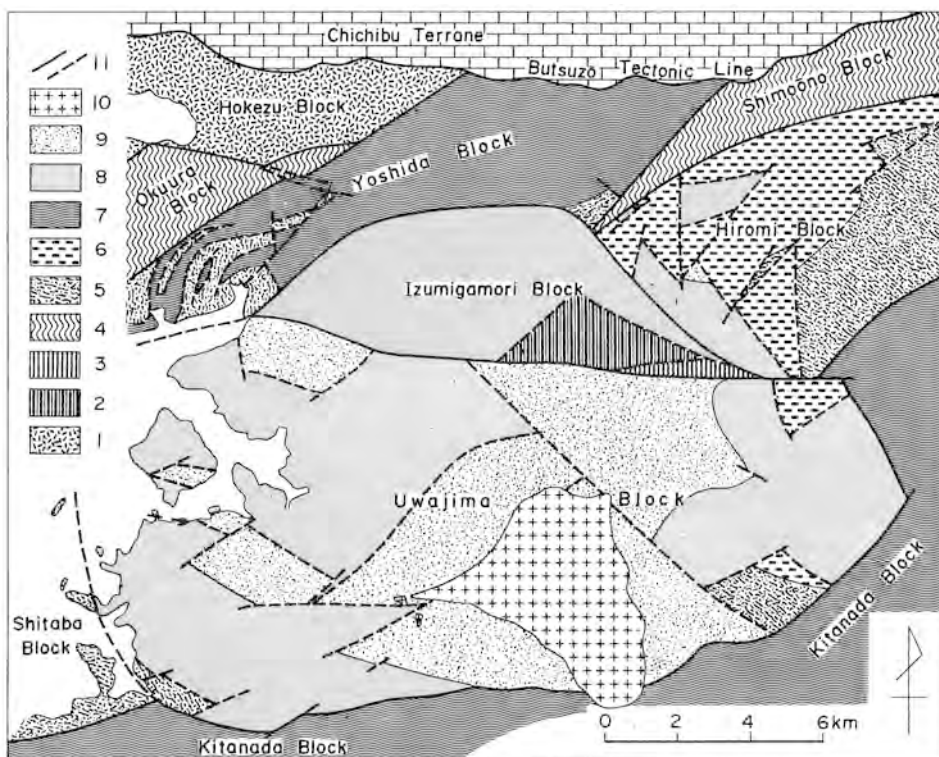 Chichibu Terrane
Butsuzo Tectonic Line
Shimoōno Block
Hokezu Block
Yoshida Block
Okuura
Block
Hiromi Block
Izumigamori Block
Uwajima Block
Shitaba
Block
Kitanada Block
Kitanada Block
11
10
9
8
7
6
5
4
3
2
1
0 2 4 6km